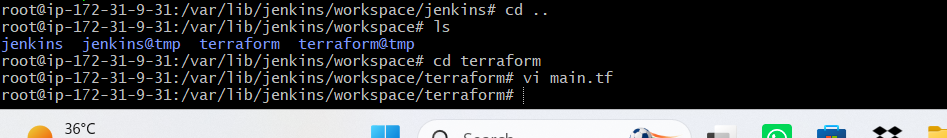 root@ip-172-31-9-31:/var/lib/jenkins/workspace/jenkins# cd ..
root@ip-172-31-9-31:/var/lib/jenkins/workspace# ls
jenkins  jenkins@tmp  terraform  terraform@tmp
root@ip-172-31-9-31:/var/lib/jenkins/workspace# cd terraform
root@ip-172-31-9-31:/var/lib/jenkins/workspace/terraform# vi main.tf
root@ip-172-31-9-31:/var/lib/jenkins/workspace/terraform#
36°C
Search